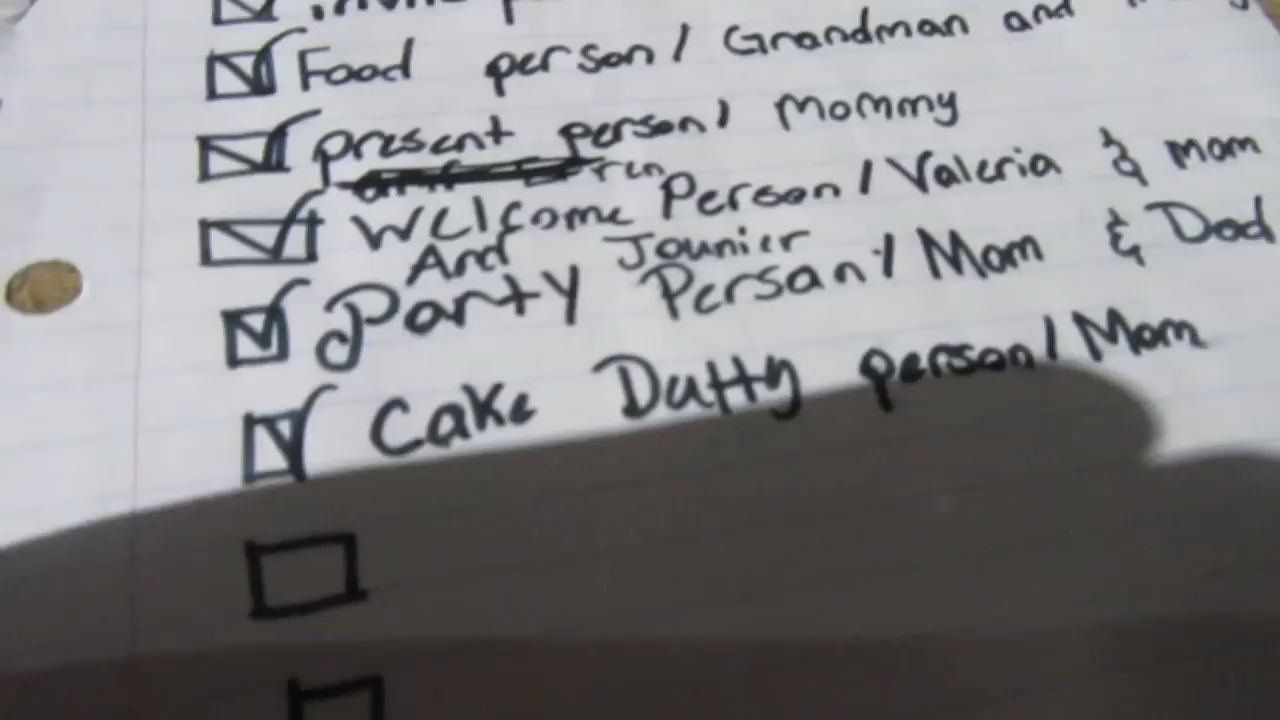 Food person / Grandman and
present person / Mommy
Welcome Person / Valeria & mom
And Jounier
Party Persan / Mom & Dad
Cake Dutty person / Mom